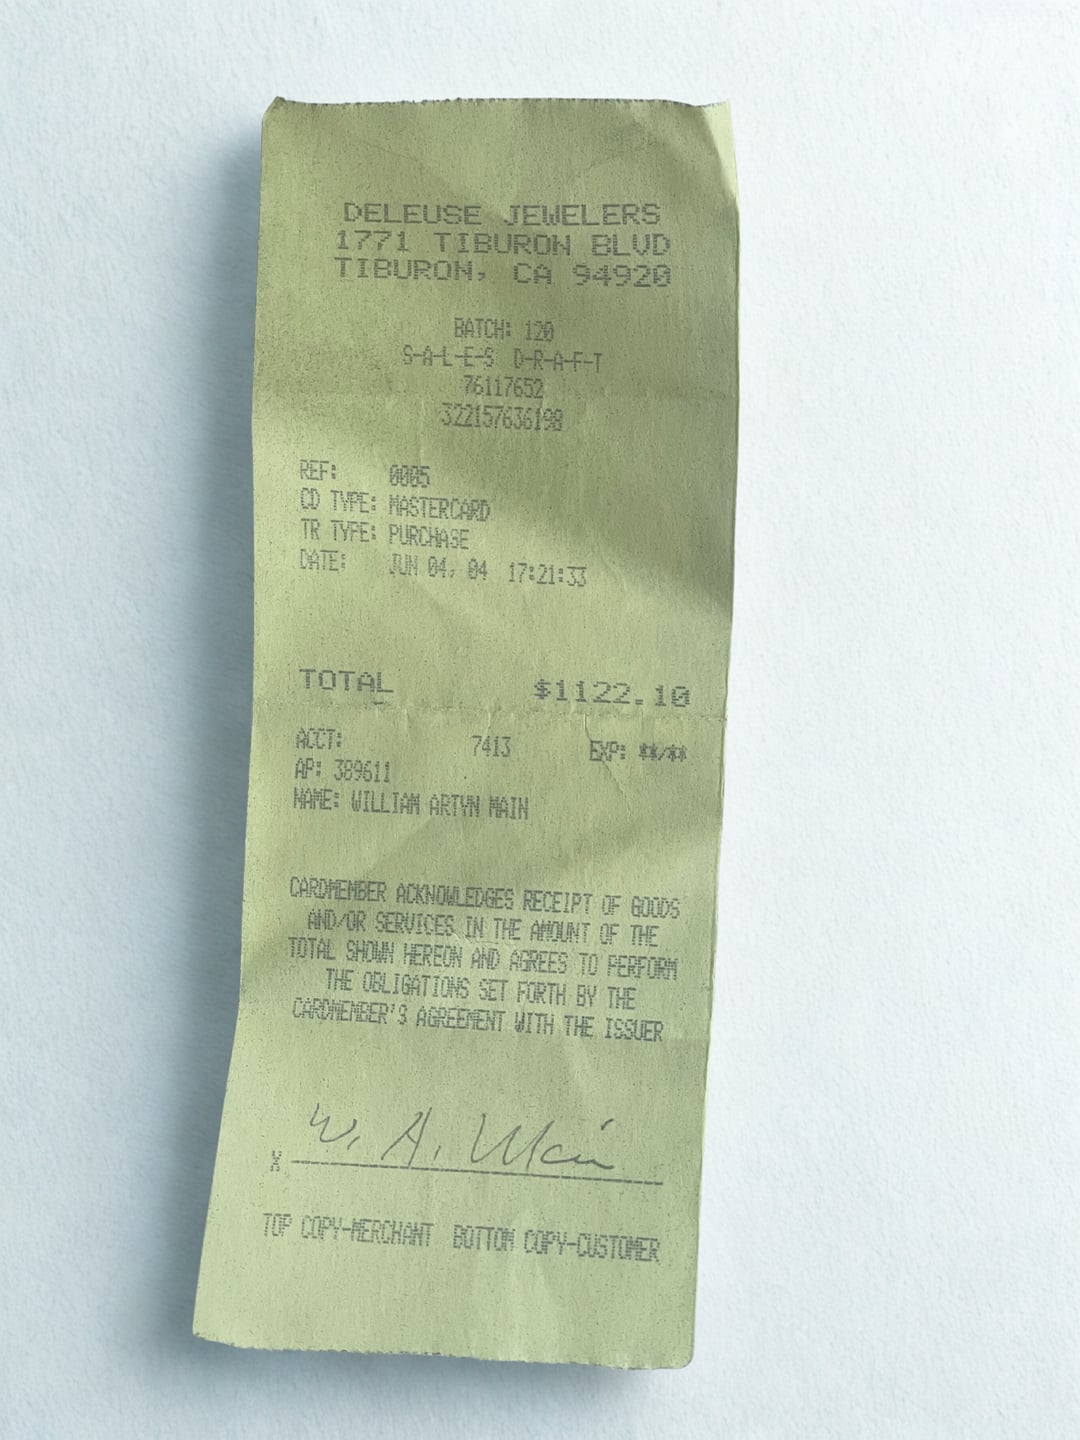 DELEUSE JEWELERS
1771 TIBURON BLVD
TIBURON, CA 94920
BATCH: 120
S-A-L-E-S D-R-A-F-T
76117652
322157636198
REF: 0005
CD TYPE: MASTERCARD
TR TYPE: PURCHASE
DATE: JUN 04, 04 17:21:33
TOTAL $1122.10
ACCT: 7413 EXP: **/**
AP: 389611
NAME: WILLIAM ARTYN MAIN
CARDMEMBER ACKNOWLEDGES RECEIPT OF GOODS
AND/OR SERVICES IN THE AMOUNT OF THE
TOTAL SHOWN HEREON AND AGREES TO PERFORM
THE OBLIGATIONS SET FORTH BY THE
CARDMEMBER'S AGREEMENT WITH THE ISSUER
W. A. Main
X
TOP COPY-MERCHANT BOTTOM COPY-CUSTOMER